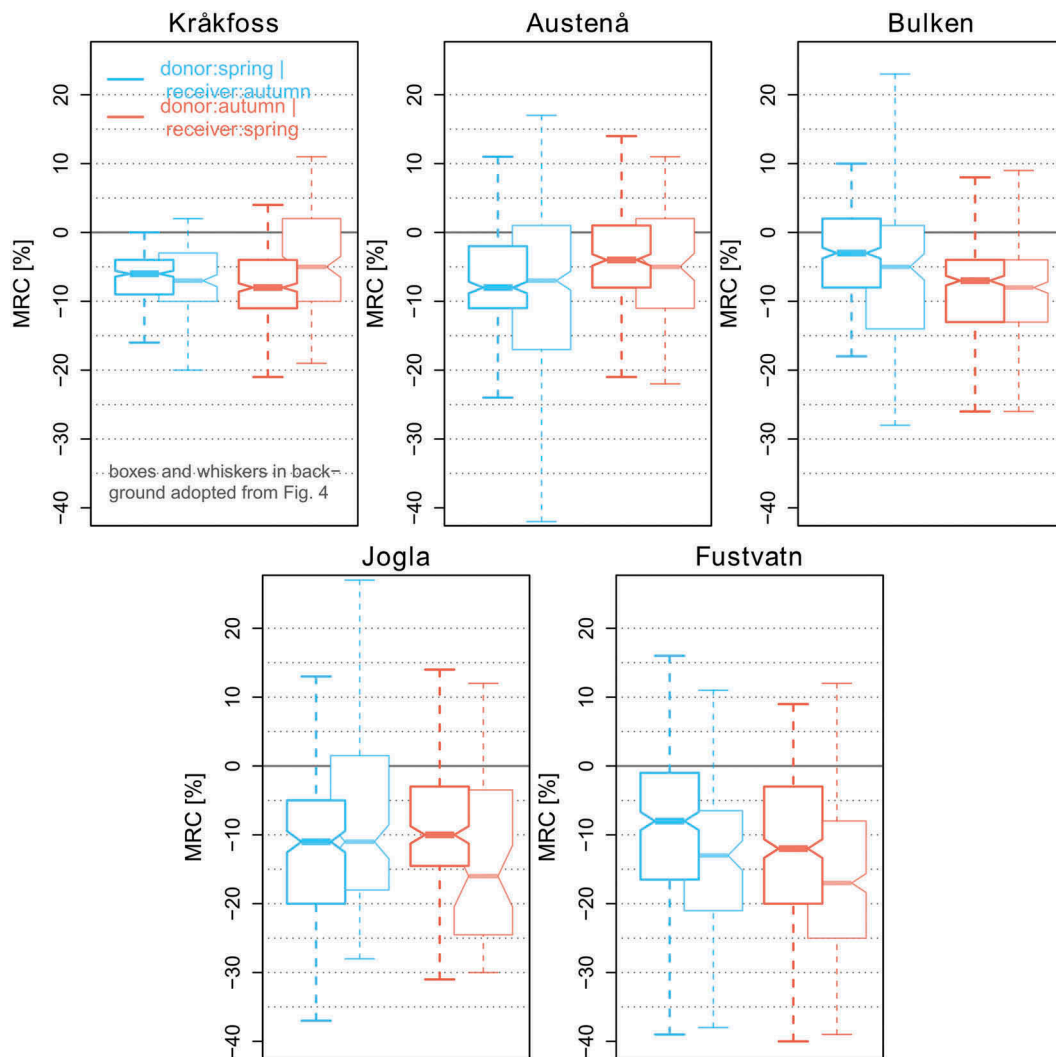 Kråkfoss
Austenå
Bulken
MRC [%]
20
10
0
−10
−20
−30
−40
donor:spring |
receiver:autumn
donor:autumn |
receiver:spring
boxes and whiskers in back−
ground adopted from Fig. 4
MRC [%]
20
10
0
−10
−20
−30
−40
MRC [%]
20
10
0
−10
−20
−30
−40
Jogla
Fustvatn
MRC [%]
20
10
0
−10
−20
−30
−40
MRC [%]
20
10
0
−10
−20
−30
−40